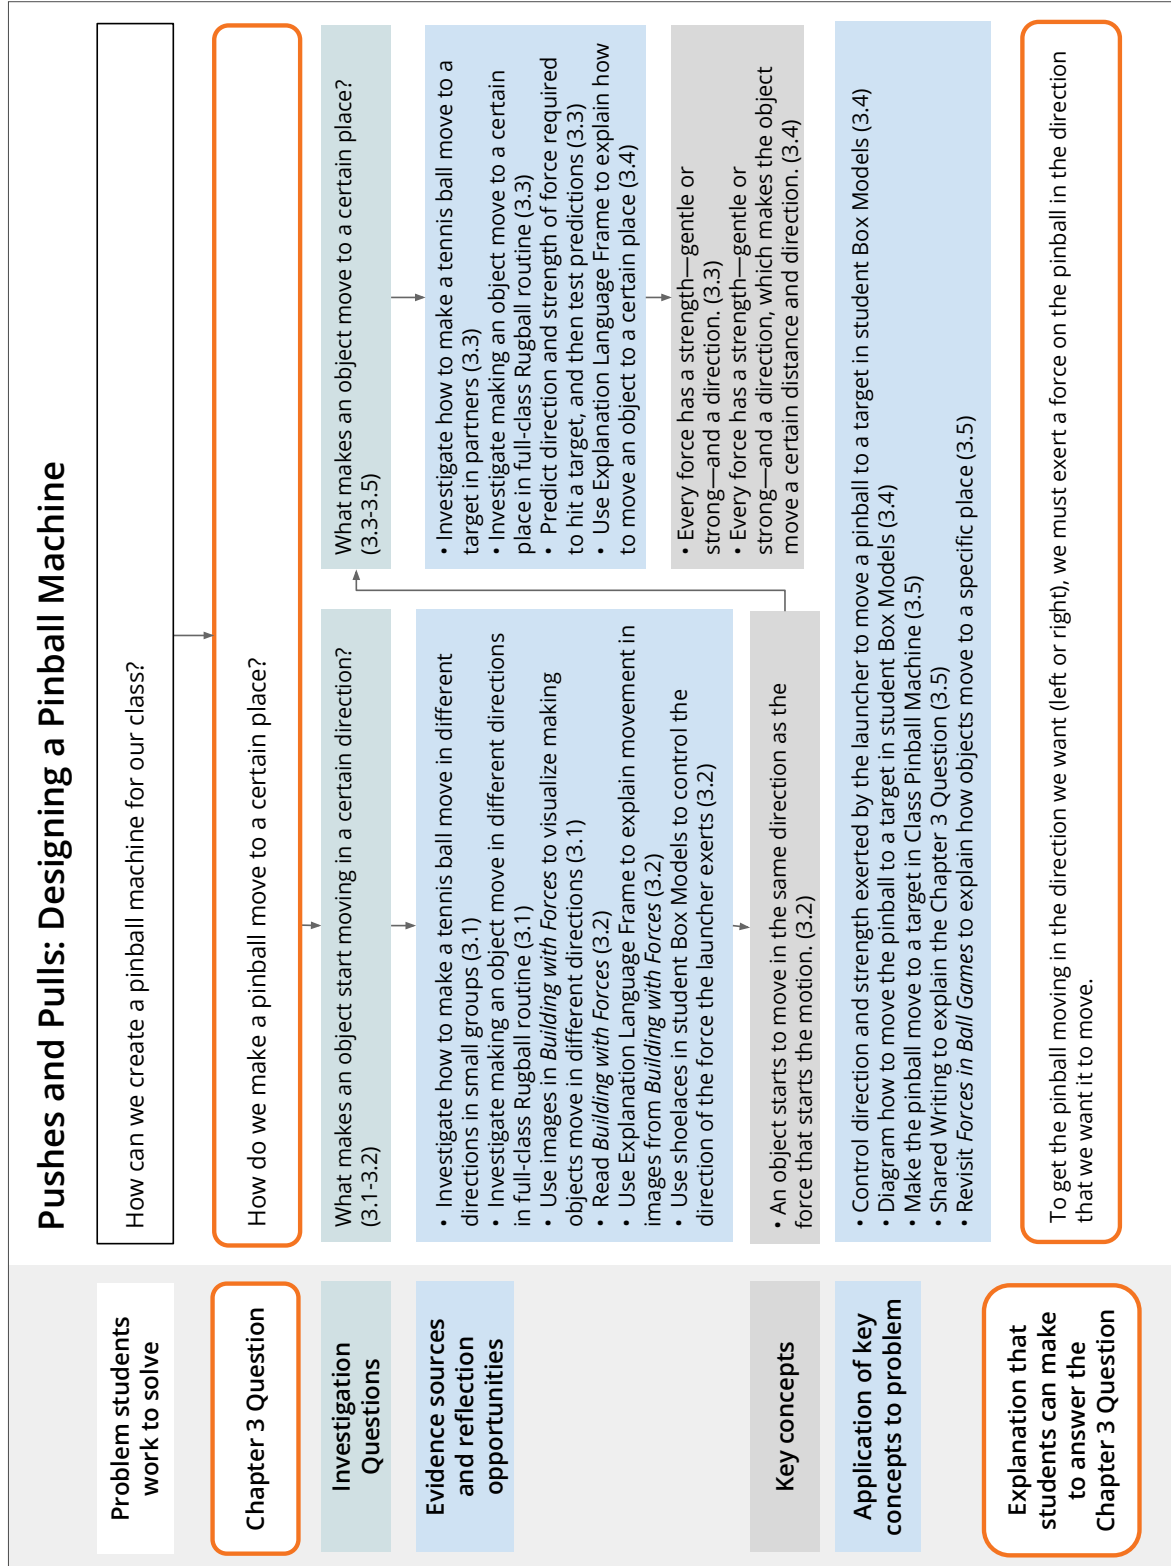 Pushes and Pulls: Designing a Pinball Machine
Problem students
work to solve
How can we create a pinball machine for our class?
Chapter 3 Question
How do we make a pinball move to a certain place?
Investigation
Questions
What makes an object start moving in a certain direction?
(3.1-3.2)
What makes an object move to a certain place?
(3.3-3.5)
Evidence sources
and reflection
opportunities
• Investigate how to make a tennis ball move in different
directions in small groups (3.1)
• Investigate making an object move in different directions
in full-class Rugball routine (3.1)
• Use images in Building with Forces to visualize making
objects move in different directions (3.1)
• Read Building with Forces (3.2)
• Use Explanation Language Frame to explain movement in
images from Building with Forces (3.2)
• Use shoelaces in student Box Models to control the
direction of the force the launcher exerts (3.2)
• Investigate how to make a tennis ball move to a
target in partners (3.3)
• Investigate making an object move to a certain
place in full-class Rugball routine (3.3)
• Predict direction and strength of force required
to hit a target, and then test predictions (3.3)
• Use Explanation Language Frame to explain how
to move an object to a certain place (3.4)
Key concepts
• An object starts to move in the same direction as the
force that starts the motion. (3.2)
• Every force has a strength—gentle or
strong—and a direction. (3.3)
• Every force has a strength—gentle or
strong—and a direction, which makes the object
move a certain distance and direction. (3.4)
Application of key
concepts to problem
• Control direction and strength exerted by the launcher to move a pinball to a target in student Box Models (3.4)
• Diagram how to move the pinball to a target in student Box Models (3.4)
• Make the pinball move to a target in Class Pinball Machine (3.5)
• Shared Writing to explain the Chapter 3 Question (3.5)
• Revisit Forces in Ball Games to explain how objects move to a specific place (3.5)
Explanation that
students can make
to answer the
Chapter 3 Question
To get the pinball moving in the direction we want (left or right), we must exert a force on the pinball in the direction
that we want it to move.